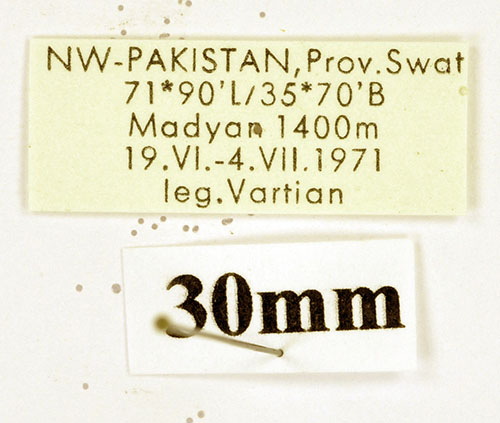 NW-PAKISTAN,Prov.Swat
71*90'L/35*70'B
Madyan 1400m
19.VI.-4.VII.1971
leg.Vartian
30mm